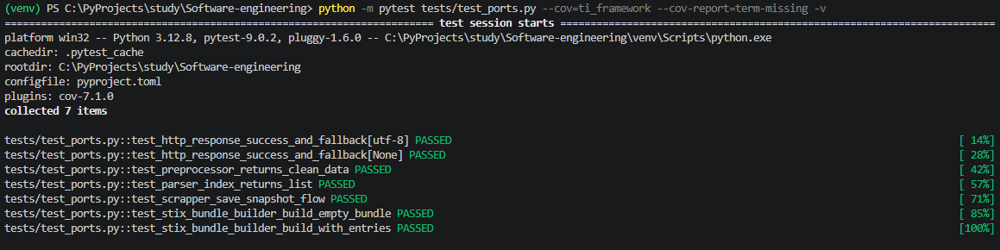 (venv) PS C:\PyProjects\study\Software-engineering> python -m pytest tests/test_ports.py --cov=ti_framework --cov-report=term-missing -v
======================================================================= test session starts ========================================================================
platform win32 -- Python 3.12.8, pytest-9.0.2, pluggy-1.6.0 -- C:\PyProjects\study\Software-engineering\venv\Scripts\python.exe
cachedir: .pytest_cache
rootdir: C:\PyProjects\study\Software-engineering
configfile: pyproject.toml
plugins: cov-7.1.0
collected 7 items
tests/test_ports.py::test_http_response_success_and_fallback[utf-8] PASSED [ 14%]
tests/test_ports.py::test_http_response_success_and_fallback[None] PASSED [ 28%]
tests/test_ports.py::test_preprocessor_returns_clean_data PASSED [ 42%]
tests/test_ports.py::test_parser_index_returns_list PASSED [ 57%]
tests/test_ports.py::test_scrapper_save_snapshot_flow PASSED [ 71%]
tests/test_ports.py::test_stix_bundle_builder_build_empty_bundle PASSED [ 85%]
tests/test_ports.py::test_stix_bundle_builder_build_with_entries PASSED [100%]